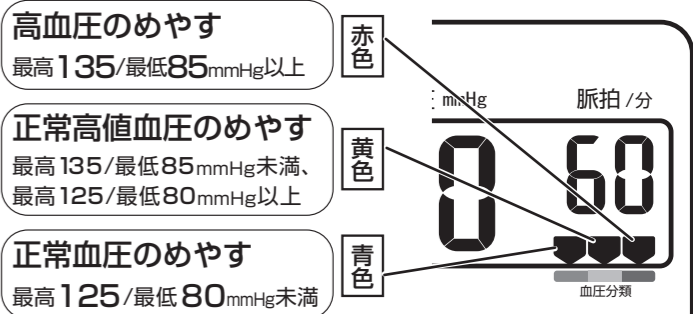 高血圧のめやす
最高135/最低85mmHg以上
赤色
正常高値血圧のめやす
最高135/最低85mmHg未満、
最高125/最低80mmHg以上
黄色
正常血圧のめやす
最高125/最低80mmHg未満
青色
mmHg
脈拍/分
0
60
血圧分類